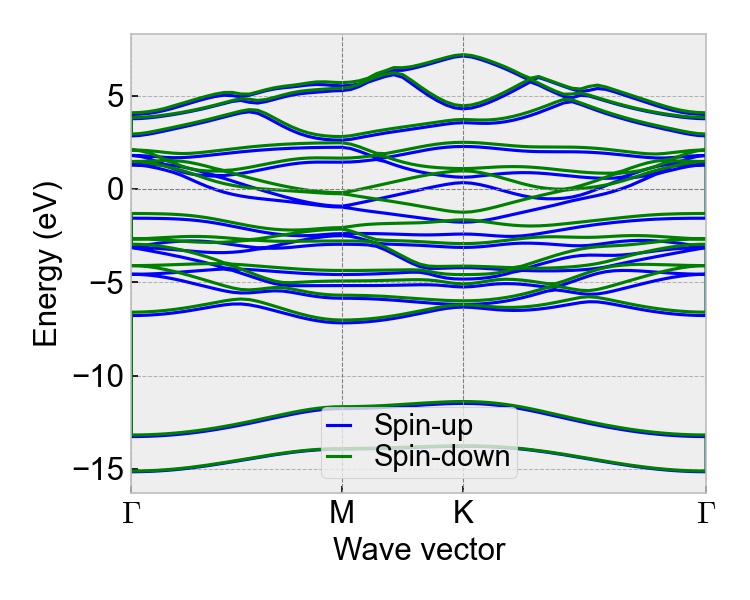 Energy (eV)
5
0
−5
−10
−15
Spin-up
Spin-down
Γ M K Γ
Wave vector